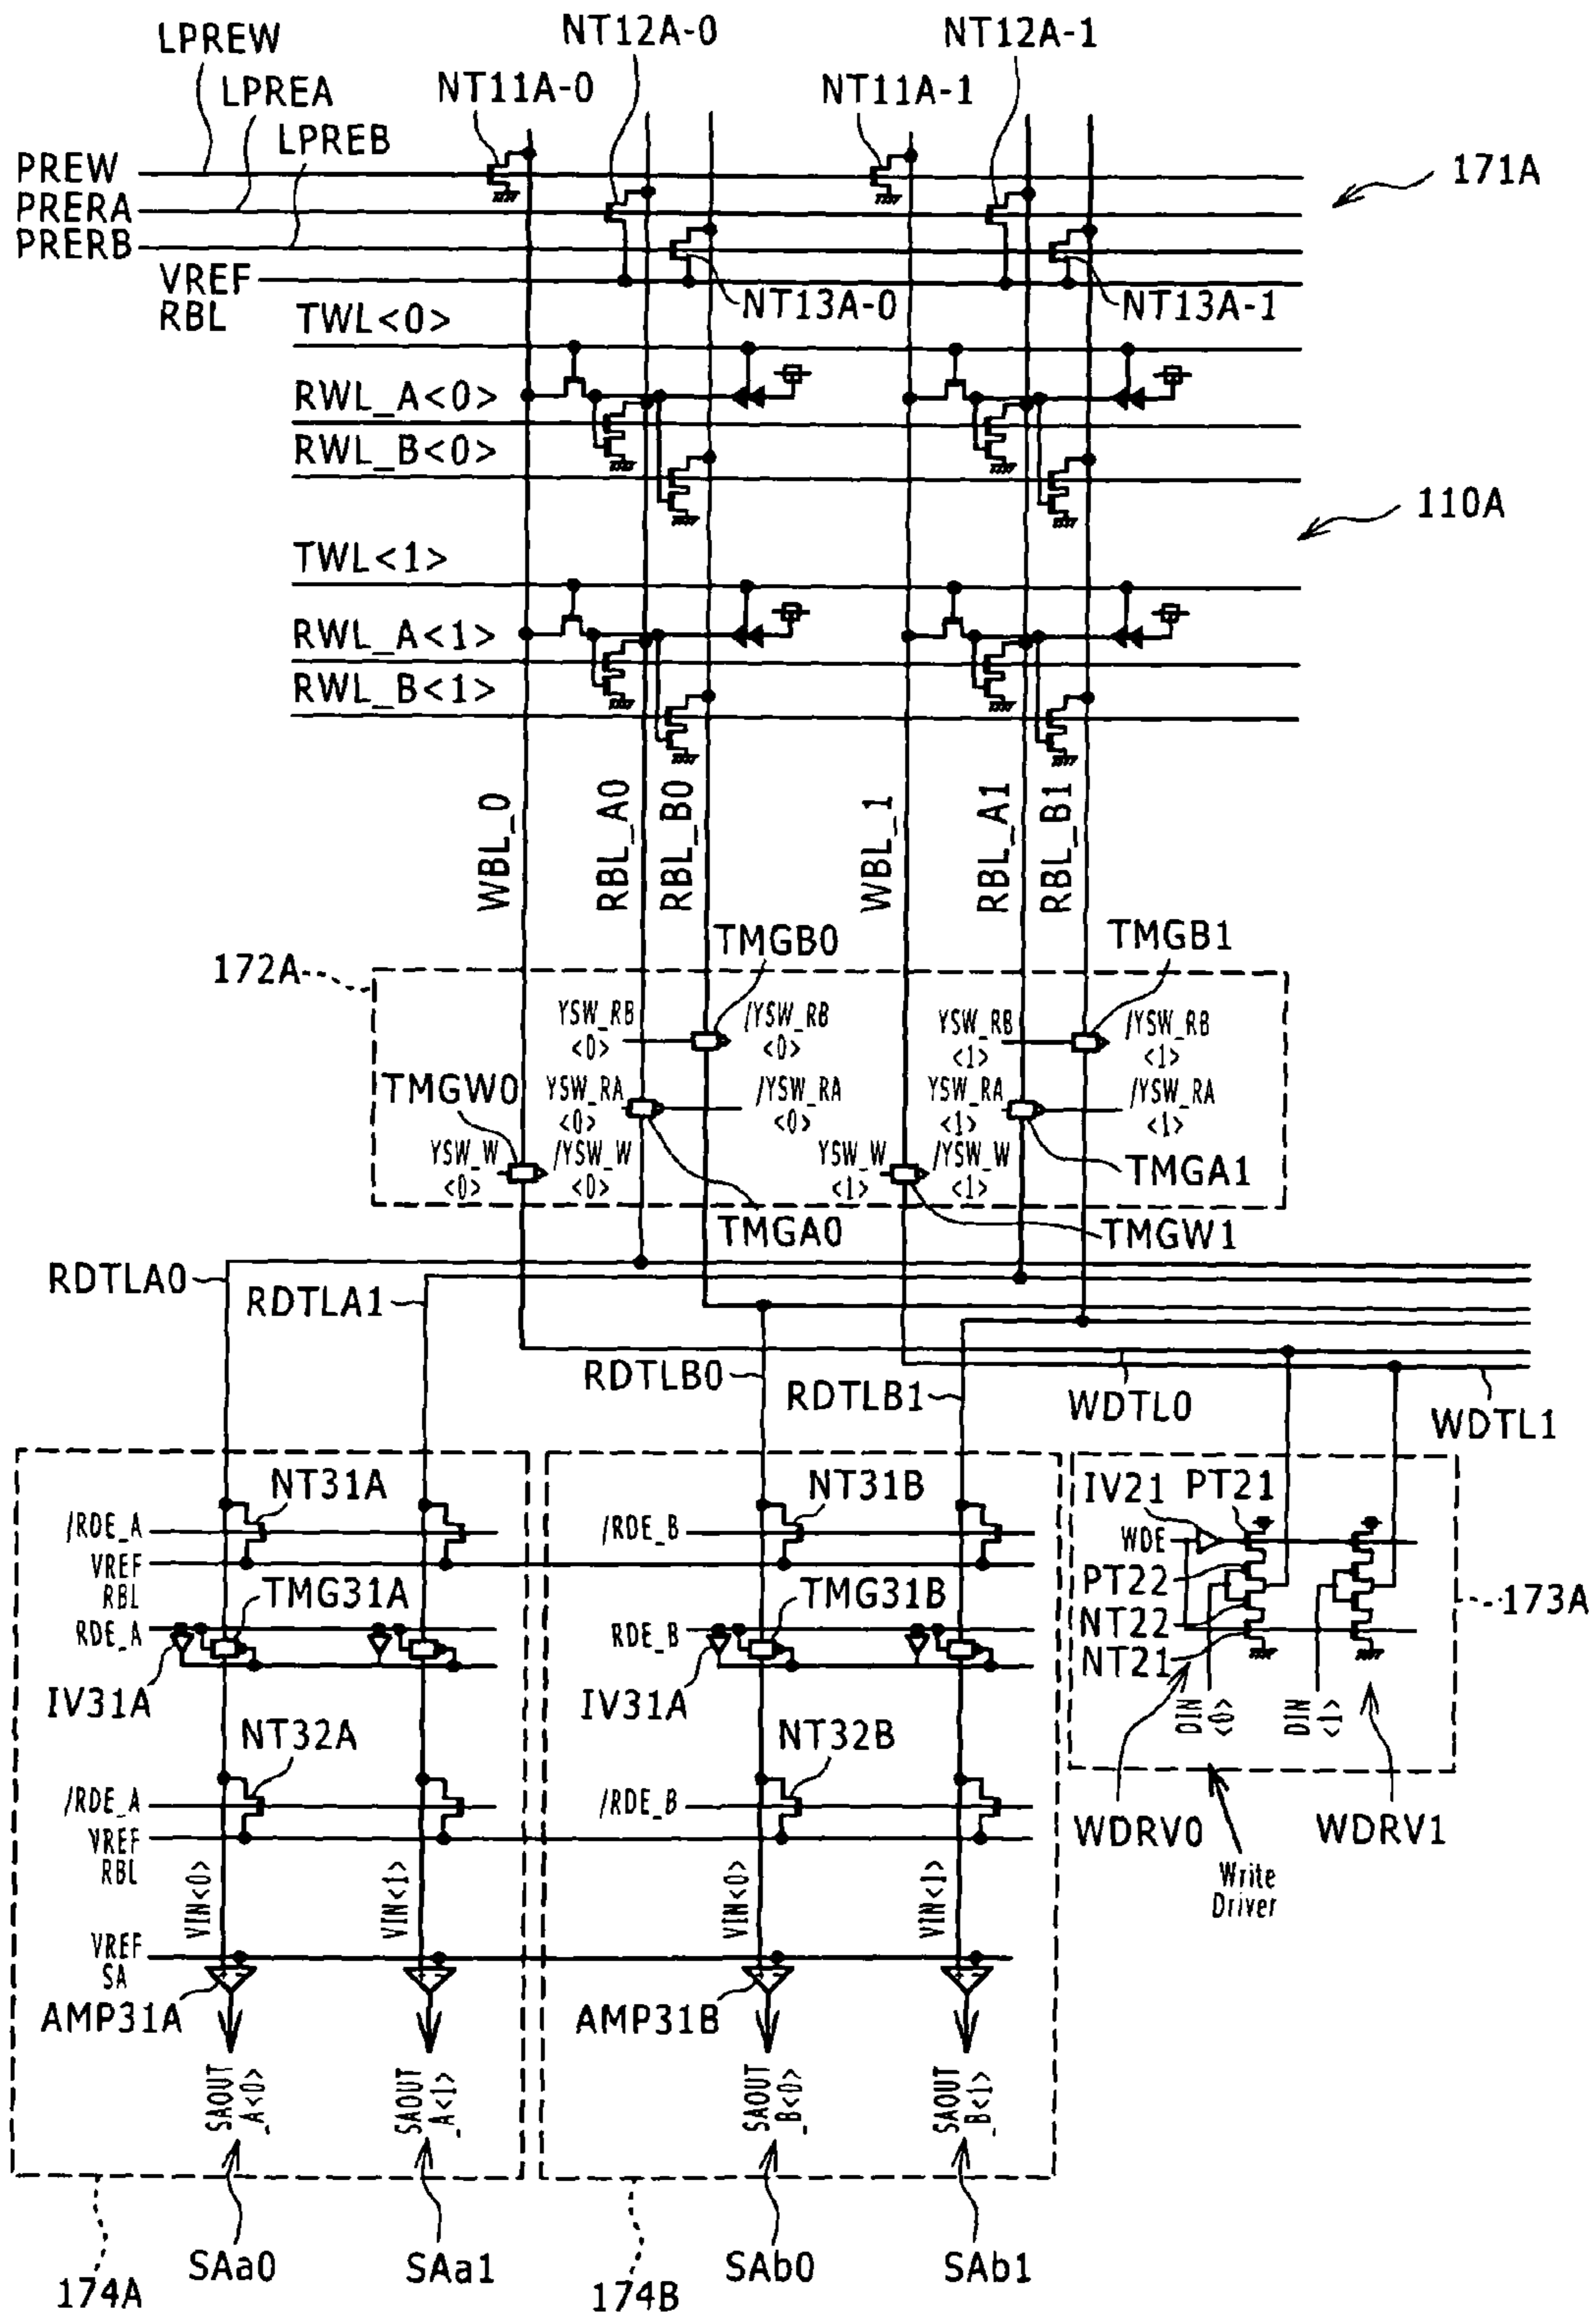 LPREW
NT12A-0
NT12A-1
LPREA
NT11A-0
NT11A-1
LPREB
PREW
171A
PRERA
PRERB
VREF
RBL
NT13A-0
NT13A-1
TWL<0>
RWL_A<0>
RWL_B<0>
110A
TWL<1>
RWL_A<1>
RWL_B<1>
WBL_0
RBL_A0
RBL_B0
WBL_1
RBL_A1
RBL_B1
172A
TMGB0
TMGB1
YSW_RB
<0>
/YSW_RB
<0>
YSW_RB
<1>
/YSW_RB
<1>
TMGW0
YSW_RA
<0>
/YSW_RA
<0>
YSW_RA
<1>
/YSW_RA
<1>
YSW_W
<0>
/YSW_W
<0>
YSW_W
<1>
/YSW_W
<1>
TMGA1
TMGA0
TMGW1
RDTLA0
RDTLA1
RDTLB0
RDTLB1
WDTL0
WDTL1
NT31A
NT31B
IV21
PT21
/RDE_A
/RDE_B
WDE
VREF
RBL
TMG31A
TMG31B
PT22
173A
RDE_A
RDE_B
NT22
NT21
IV31A
IV31A
DIN
<0>
DIN
<1>
NT32A
NT32B
/RDE_A
/RDE_B
WDRV0
WDRV1
VREF
RBL
VIN<0>
VIN<1>
VIN<0>
VIN<1>
Write
Driver
VREF
SA
AMP31A
AMP31B
SAOUT
_A<0>
SAOUT
_A<1>
SAOUT
_B<0>
SAOUT
_B<1>
174A
SAa0
SAa1
174B
SAb0
SAb1